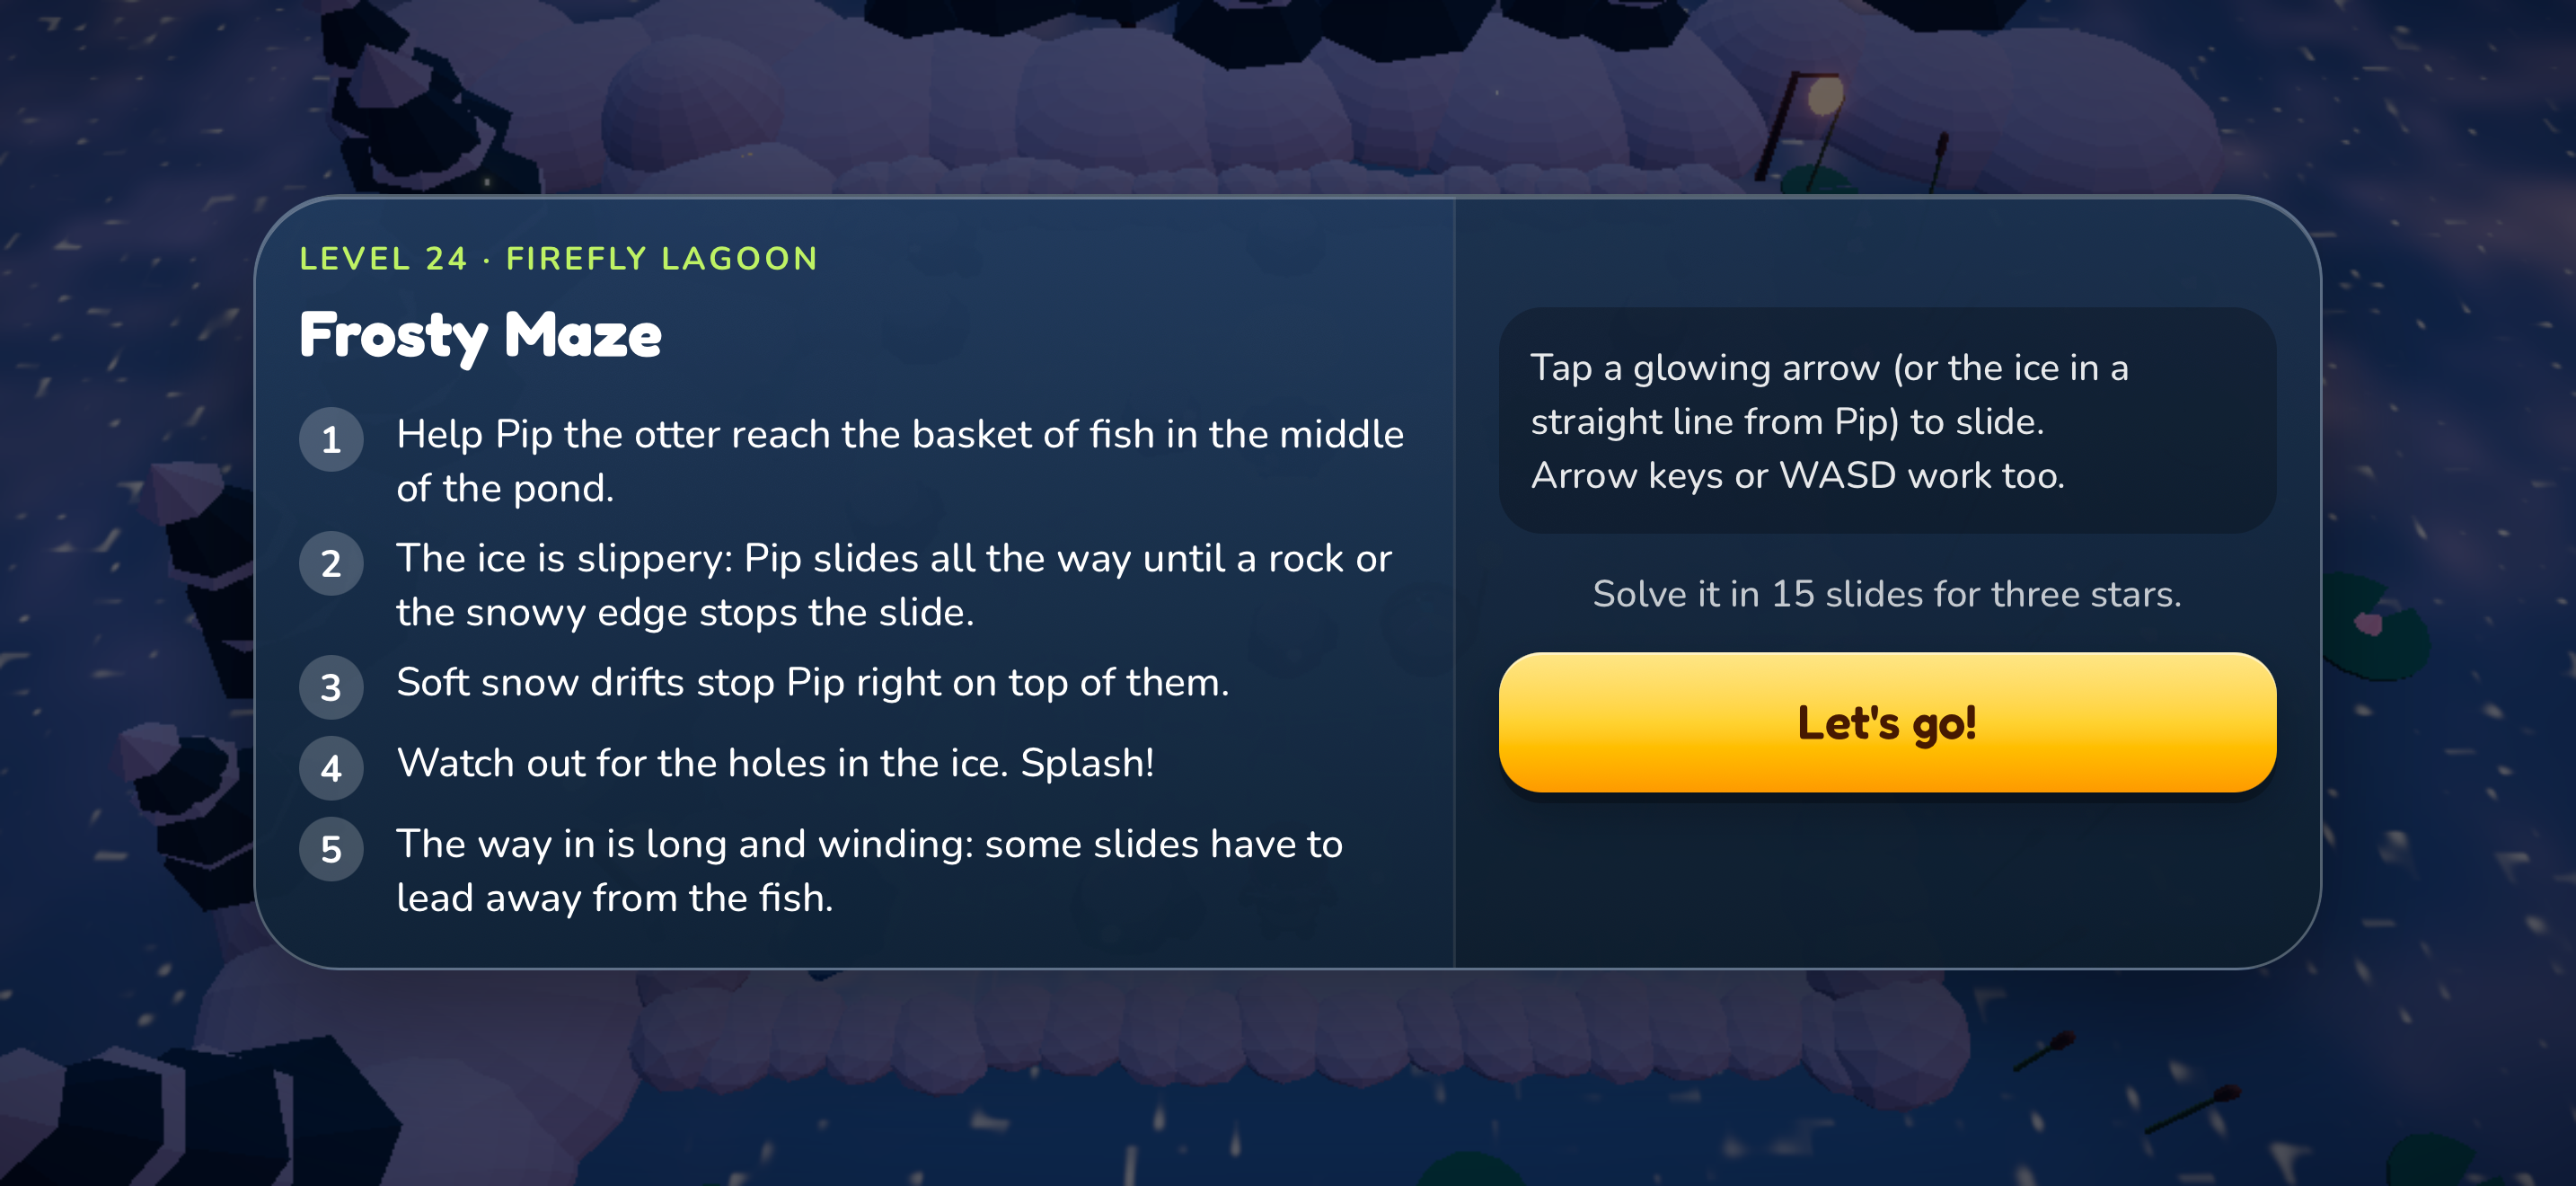 LEVEL 24 · FIREFLY LAGOON
Frosty Maze
1 Help Pip the otter reach the basket of fish in the middle
of the pond.
2 The ice is slippery: Pip slides all the way until a rock or
the snowy edge stops the slide.
3 Soft snow drifts stop Pip right on top of them.
4 Watch out for the holes in the ice. Splash!
5 The way in is long and winding: some slides have to
lead away from the fish.
Tap a glowing arrow (or the ice in a
straight line from Pip) to slide.
Arrow keys or WASD work too.
Solve it in 15 slides for three stars.
Let's go!